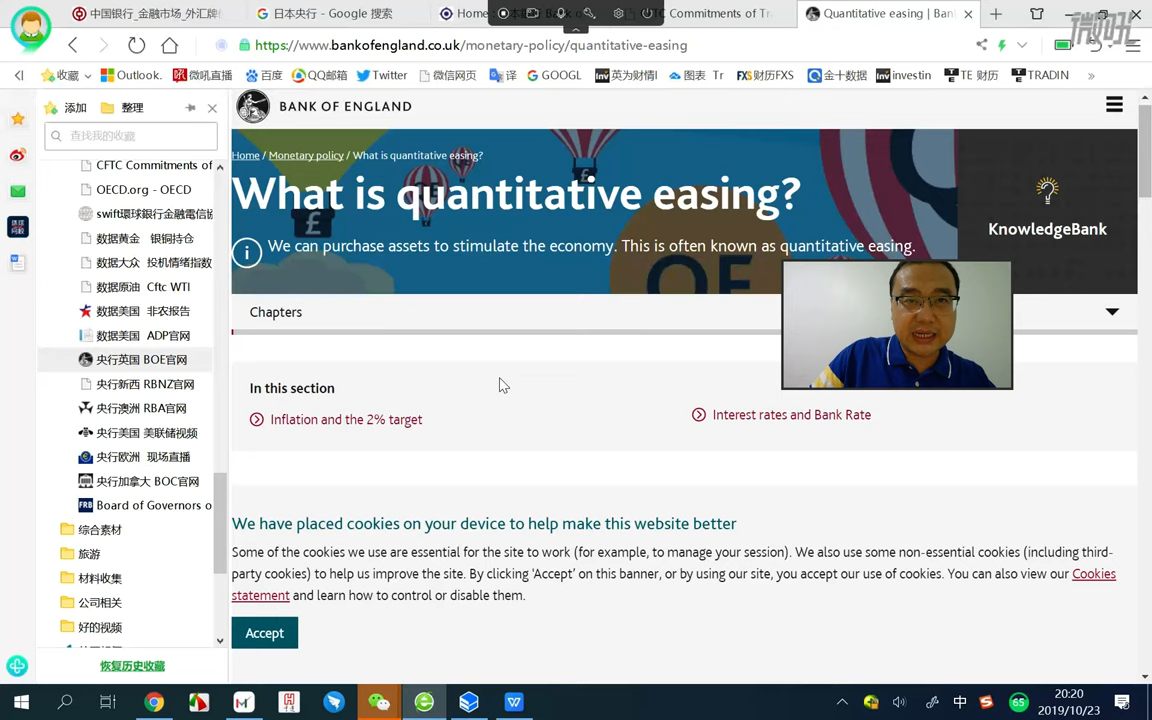 中国银行_金融市场_外汇牌
日本央行 - Google 搜索
Home
TC Commitments of Tr
Quantitative easing | Ban
微吼
https://www.bankofengland.co.uk/monetary-policy/quantitative-easing
收藏
Outlook.
微吼直播
百度
QQ邮箱
Twitter
微信网页
译
GOOGL
英为财情
图表 Tr
FXS财历FXS
金十数据
investin
TE 财历
TRADIN
添加
整理
查找我的收藏
CFTC Commitments of
OECD.org - OECD
swift環球銀行金融電信協
数据黄金 银铜持仓
数据大众 投机情绪指数
数据原油 Cftc WTI
数据美国 非农报告
数据美国 ADP官网
央行英国 BOE官网
央行新西 RBNZ官网
央行澳洲 RBA官网
央行美国 美联储视频
央行欧洲 现场直播
央行加拿大 BOC官网
FRB Board of Governors o
综合素材
旅游
材料收集
公司相关
好的视频
恢复历史收藏
BANK OF ENGLAND
Home / Monetary policy / What is quantitative easing?
What is quantitative easing?
We can purchase assets to stimulate the economy. This is often known as quantitative easing.
KnowledgeBank
OF
Chapters
In this section
Inflation and the 2% target
Interest rates and Bank Rate
We have placed cookies on your device to help make this website better
Some of the cookies we use are essential for the site to work (for example, to manage your session). We also use some non-essential cookies (including third-
party cookies) to help us improve the site. By clicking 'Accept' on this banner, or by using our site, you accept our use of cookies. You can also view our Cookies
statement and learn how to control or disable them.
Accept
中
65
20:20
2019/10/23